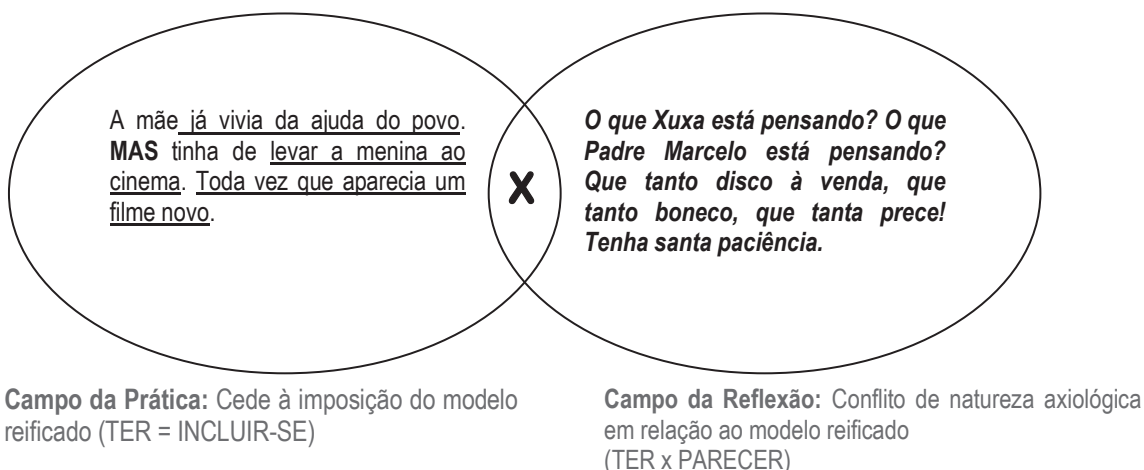 A mãe já vivia da ajuda do povo.
MAS tinha de levar a menina ao
cinema. Toda vez que aparecia um
filme novo.
X
O que Xuxa está pensando? O que
Padre Marcelo está pensando?
Que tanto disco à venda, que
tanto boneco, que tanta prece!
Tenha santa paciência.
Campo da Prática: Cede à imposição do modelo
reificado (TER = INCLUIR-SE)
Campo da Reflexão: Conflito de natureza axiológica
em relação ao modelo reificado
(TER x PARECER)